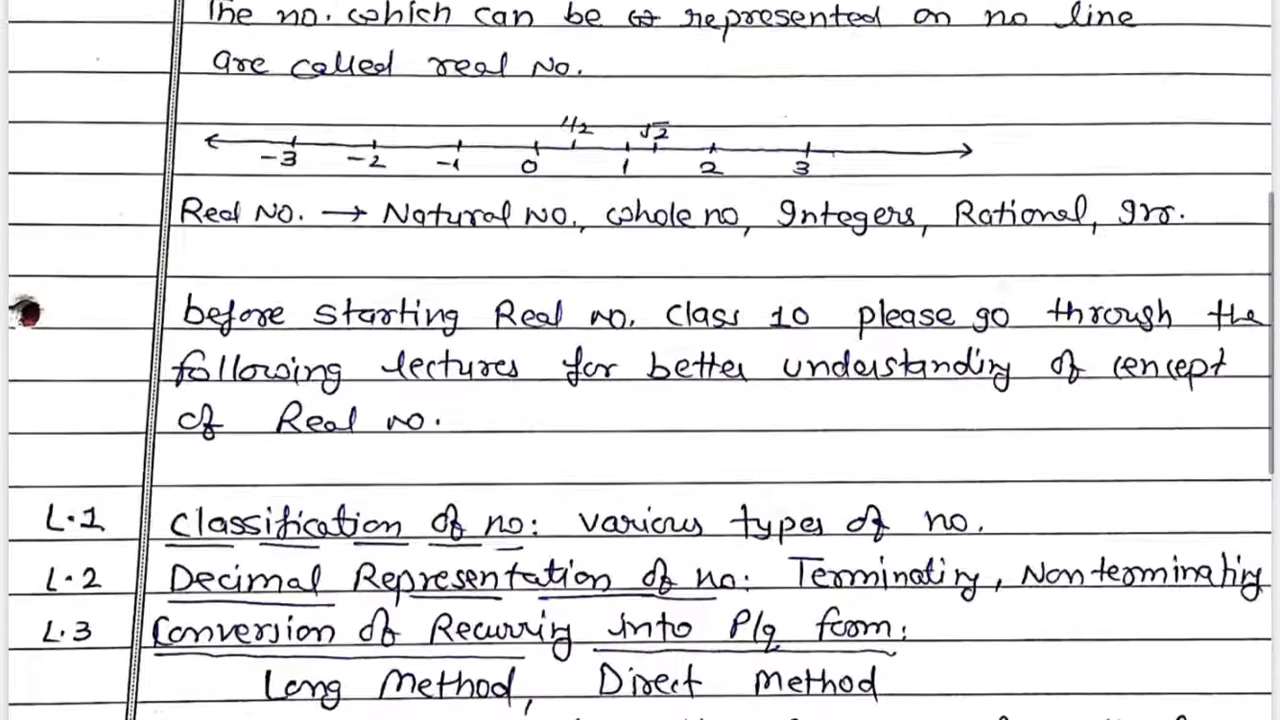 The no. which can be represented on no line
are called real No.
1/2 √2
-3 -2 -1 0 1 2 3
Real No. → Natural No., whole no, Integers, Rational, Irr.
before starting Real no. Class 10 please go through the
following lectures for better understanding of concept
of Real no.
L.1 Classification of no: various types of no.
L.2 Decimal Representation of no: Terminating, Non terminating
L.3 Conversion of Recurring into P/q form:
Long Method, Direct Method